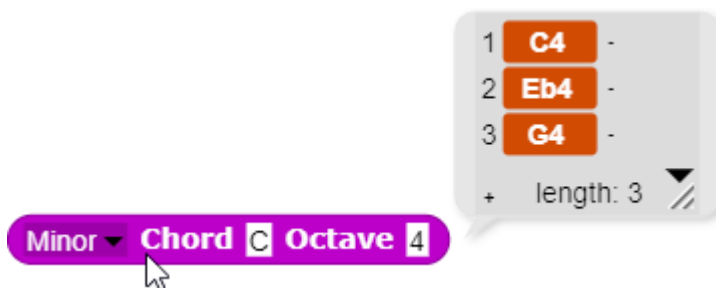 1 C4 -
2 Eb4 -
3 G4 -
+ length: 3
Minor Chord C Octave 4